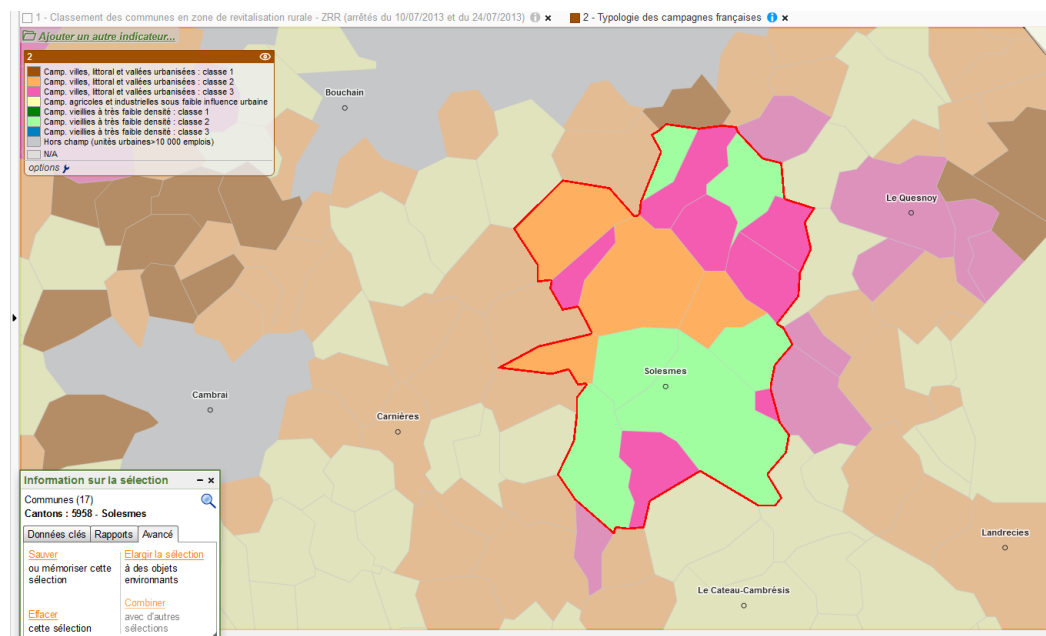 1 - Classement des communes en zone de revitalisation rurale - ZRR (arrêtés du 10/07/2013 et du 24/07/2013) i x 2 - Typologie des campagnes françaises i x
Ajouter un autre indicateur...
2
Camp. villes, littoral et vallées urbanisées : classe 1
Camp. villes, littoral et vallées urbanisées : classe 2
Camp. villes, littoral et vallées urbanisées : classe 3
Camp. agricoles et industrielles sous faible influence urbaine
Camp. vieillies à très faible densité : classe 1
Camp. vieillies à très faible densité : classe 2
Camp. vieillies à très faible densité : classe 3
Hors champ (unités urbaines>10 000 emplois)
N/A
options
Bouchain
Le Quesnoy
Solesmes
Cambrai
Carnières
Landrecies
Le Cateau-Cambrésis
Information sur la sélection – x
Communes (17)
Cantons : 5958 - Solesmes
Données clés Rapports Avancé
Sauver
ou mémoriser cette
sélection
Elargir la sélection
à des objets
environnants
Effacer
cette sélection
Combiner
avec d'autres
sélections